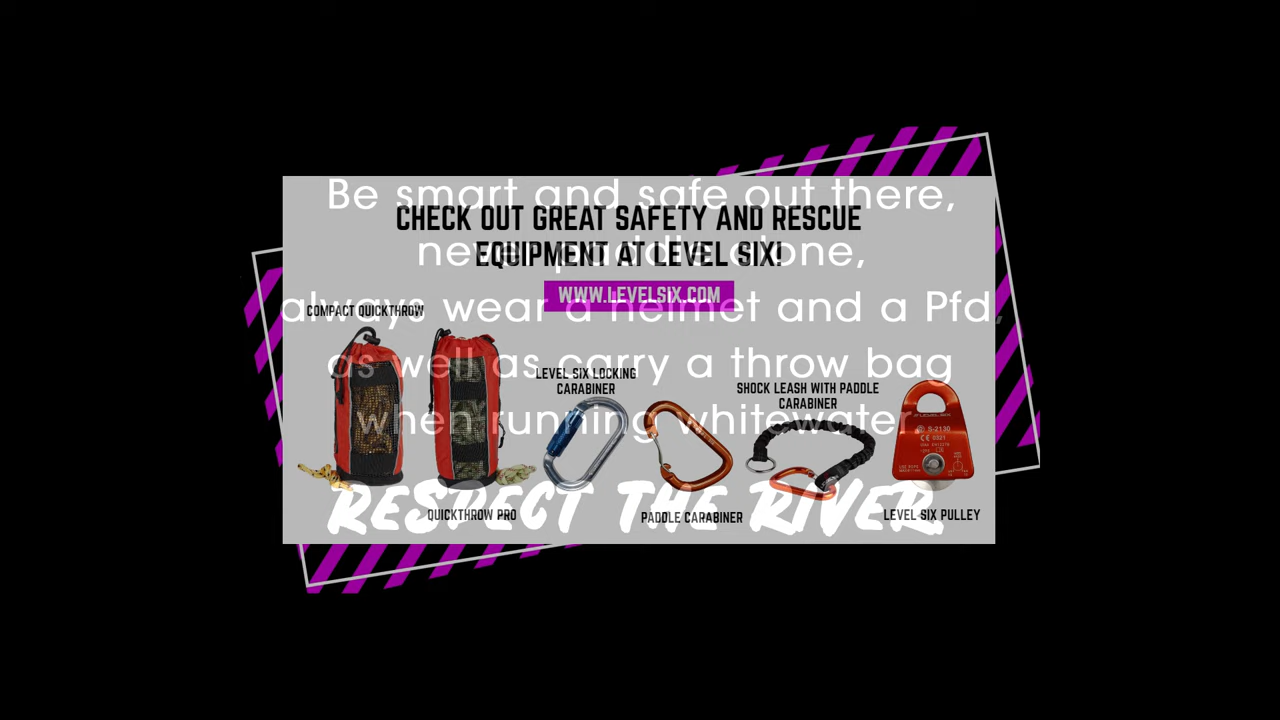 Be smart and safe out there,
never paddle alone,
always wear a helmet and a Pfd,
as well as carry a throw bag
when running whitewater.
RESPECT THE RIVER.
CHECK OUT GREAT SAFETY AND RESCUE
EQUIPMENT AT LEVEL SIX!
WWW.LEVELSIX.COM
COMPACT QUICKTHROW
QUICKTHROW PRO
LEVEL SIX LOCKING
CARABINER
PADDLE CARABINER
SHOCK LEASH WITH PADDLE
CARABINER
LEVEL SIX PULLEY
S-2130
CE 0321